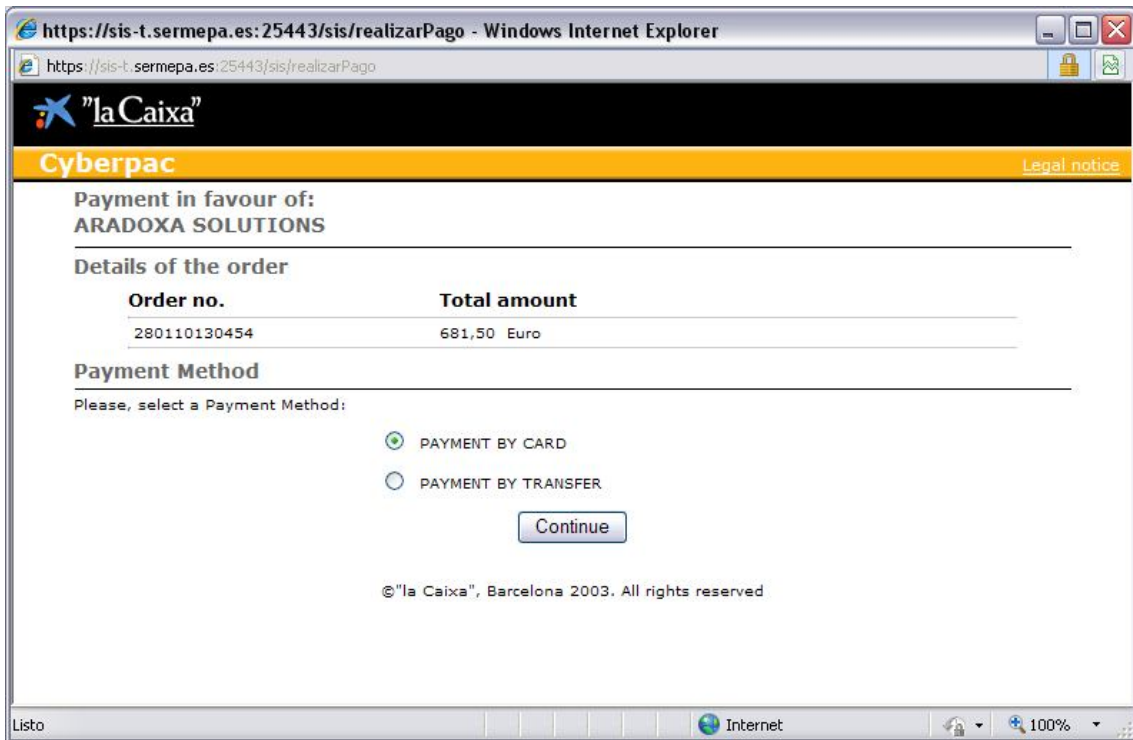 https://sis-t.sermepa.es:25443/sis/realizarPago - Windows Internet Explorer
https://sis-t.sermepa.es:25443/sis/realizarPago
"la Caixa"
Cyberpac Legal notice
Payment in favour of:
ARADOXA SOLUTIONS
Details of the order
Order no. Total amount
280110130454 681,50 Euro
Payment Method
Please, select a Payment Method:
PAYMENT BY CARD
PAYMENT BY TRANSFER
Continue
©"la Caixa", Barcelona 2003. All rights reserved
Listo Internet 100%